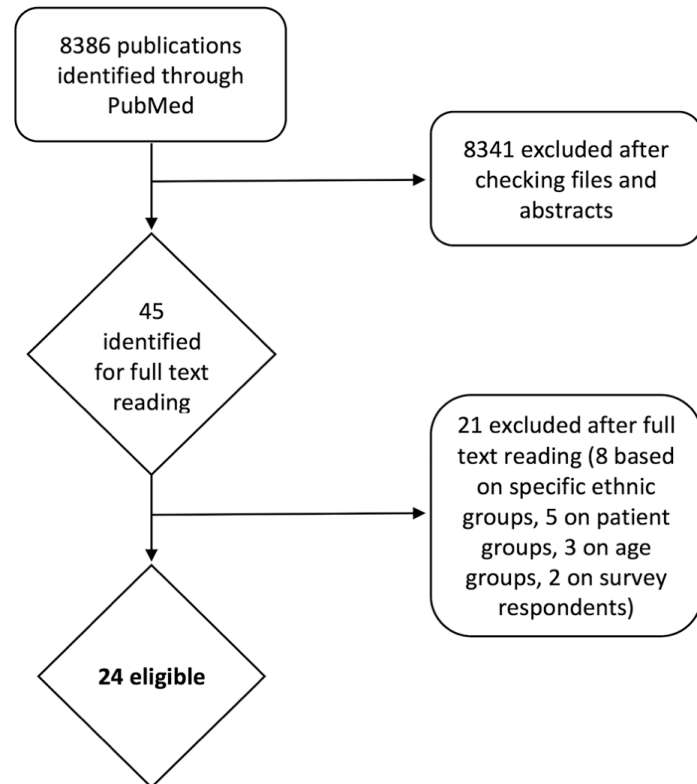 8386 publications
identified through
PubMed
8341 excluded after
checking files and
abstracts
45
identified
for full text
reading
21 excluded after full
text reading (8 based
on specific ethnic
groups, 5 on patient
groups, 3 on age
groups, 2 on survey
respondents)
24 eligible